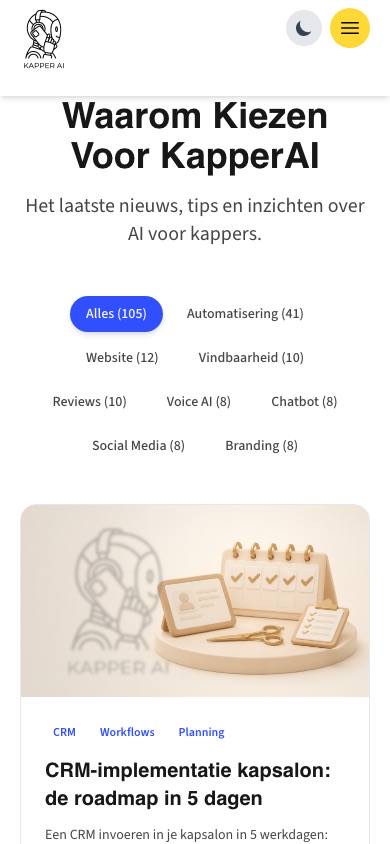 KAPPER AI
Waarom Kiezen
Voor KapperAI
Het laatste nieuws, tips en inzichten over
AI voor kappers.
Alles (105)
Automatisering (41)
Website (12)
Vindbaarheid (10)
Reviews (10)
Voice AI (8)
Chatbot (8)
Social Media (8)
Branding (8)
KAPPER AI
CRM
Workflows
Planning
CRM-implementatie kapsalon:
de roadmap in 5 dagen
Een CRM invoeren in je kapsalon in 5 werkdagen: